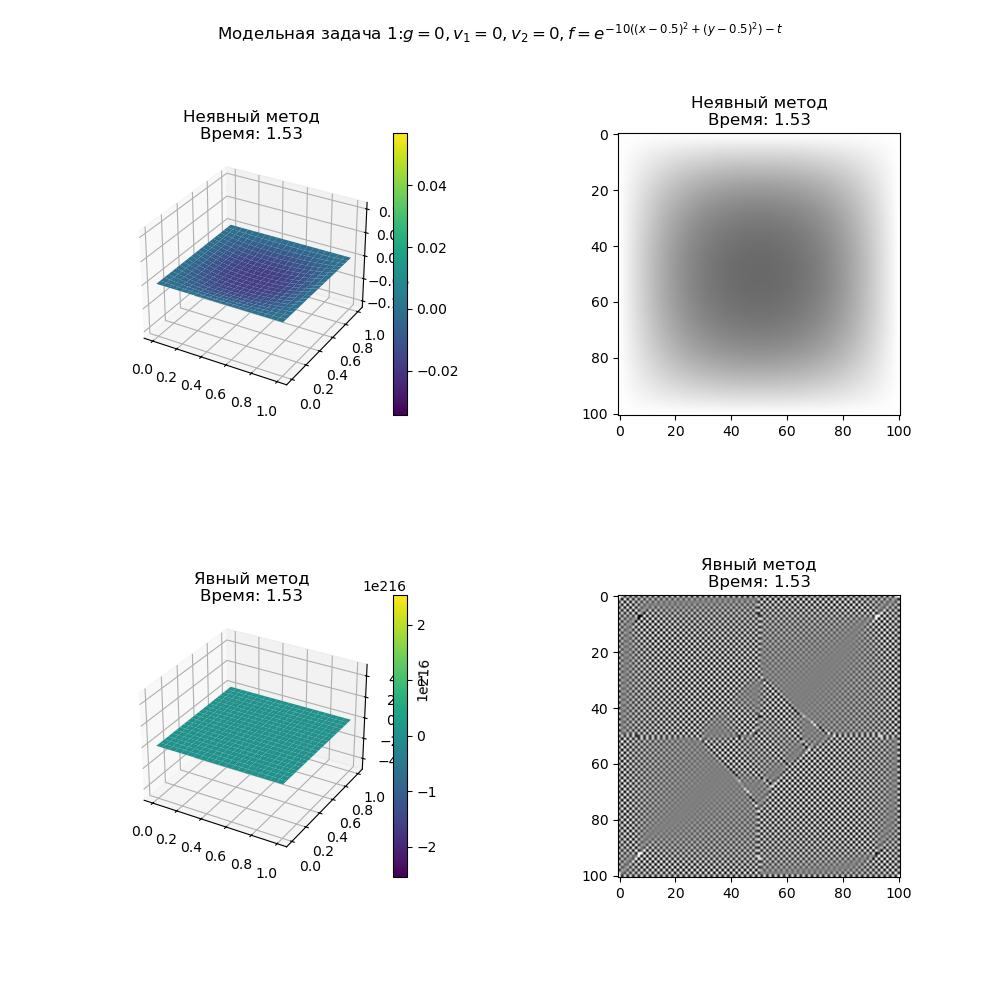 Модельная задача 1:g = 0, v₁ = 0, v₂ = 0, f = e^{−10((x−0.5)²+(y−0.5)²)−t}
Неявный метод
Время: 1.53
0.04
0.02
0.00
−0.02
0.0 0.2 0.4 0.6 0.8 1.0
0.0 0.2 0.4 0.6 0.8 1.0
Неявный метод
Время: 1.53
0
20
40
60
80
100
0 20 40 60 80 100
Явный метод
Время: 1.53
1e216
2
1
0
−1
−2
1e216
0.0 0.2 0.4 0.6 0.8 1.0
0.0 0.2 0.4 0.6 0.8 1.0
Явный метод
Время: 1.53
0
20
40
60
80
100
0 20 40 60 80 100